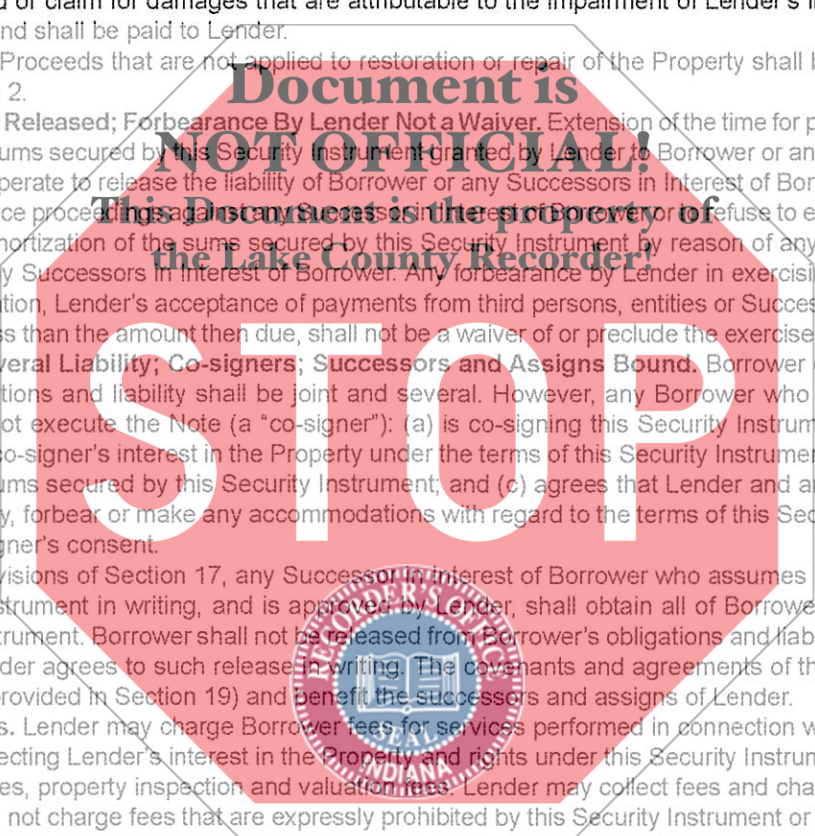 d or claim for damages that are attributable to the impairment of Lender's
nd shall be paid to Lender.
Proceeds that are not applied to restoration or repair of the Property shall
2.
Released; Forbearance By Lender Not a Waiver. Extension of the time for p
ums secured by this Security Instrument granted by Lender to Borrower or an
perate to release the liability of Borrower or any Successors in Interest of Bor
ce proceedings against any Successors in Interest of Borrower or to refuse to e
nortization of the sums secured by this Security Instrument by reason of any
y Successors in Interest of Borrower. Any forbearance by Lender in exercisi
tion, Lender's acceptance of payments from third persons, entities or Succes
ss than the amount then due, shall not be a waiver of or preclude the exercise
veral Liability; Co-signers; Successors and Assigns Bound. Borrower
tions and liability shall be joint and several. However, any Borrower who
ot execute the Note (a "co-signer"): (a) is co-signing this Security Instrum
co-signer's interest in the Property under the terms of this Security Instrumen
ms secured by this Security Instrument; and (c) agrees that Lender and an
y, forbear or make any accommodations with regard to the terms of this Sec
gner's consent.
visions of Section 17, any Successor in Interest of Borrower who assumes
strument in writing, and is approved by Lender, shall obtain all of Borrowe
trument. Borrower shall not be released from Borrower's obligations and liab
der agrees to such release in writing. The covenants and agreements of th
rovided in Section 19) and benefit the successors and assigns of Lender.
s. Lender may charge Borrower fees for services performed in connection w
ecting Lender's interest in the Property and rights under this Security Instrum
es, property inspection and valuation fees. Lender may collect fees and cha
not charge fees that are expressly prohibited by this Security Instrument or
Document is
NOT OFFICIAL!
This Document is the property of
the Lake County Recorder!
STOP
RECORDER'S OFFICE
SEAL
INDIANA